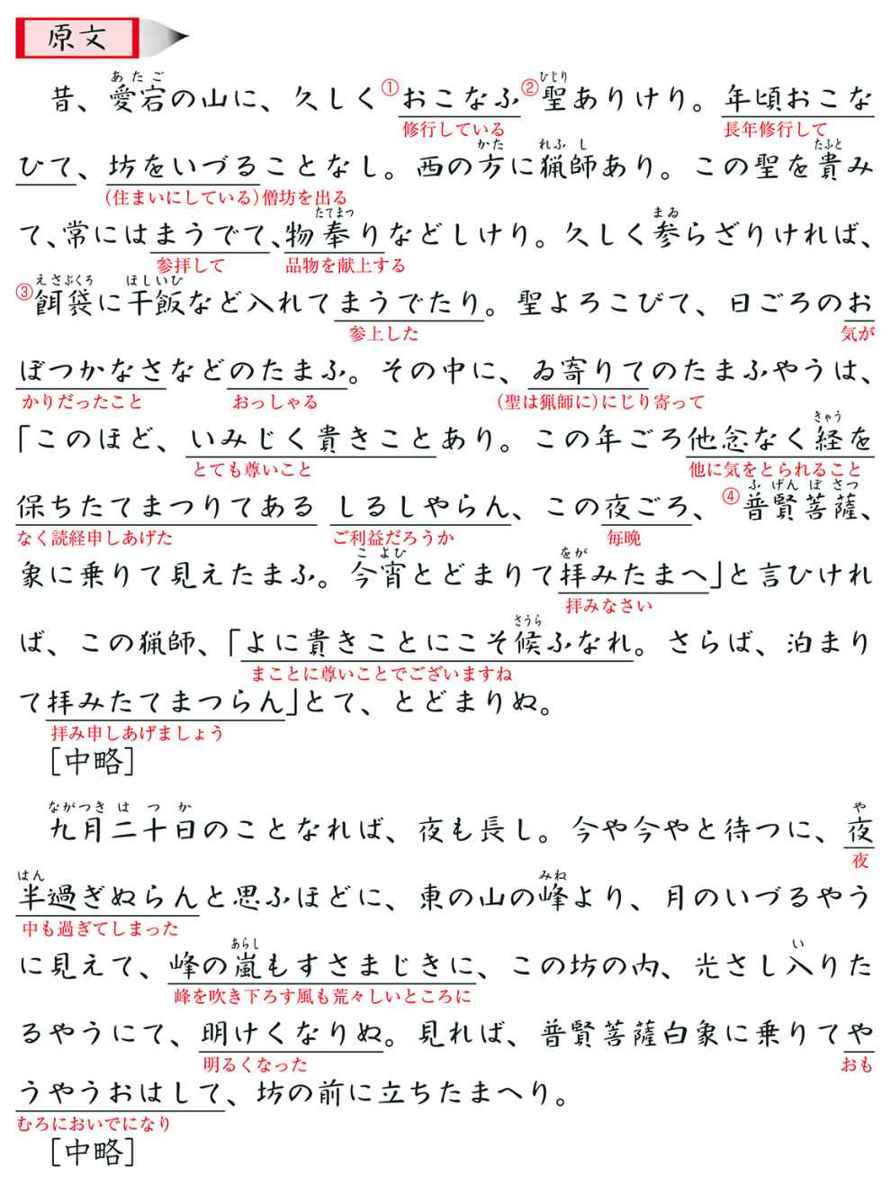 原文
あたご ひじり
昔、愛宕の山に、久しく①おこなふ②聖ありけり。年頃おこな
修行している 長年修行して
かた れふし たふと
ひて、坊をいづることなし。西の方に猟師あり。この聖を貴み
(住まいにしている)僧坊を出る
たてまつ まゐ
て、常にはまうでて、物奉りなどしけり。久しく参らざりければ、
参拝して 品物を献上する
えさぶくろ ほしいひ
③餌袋に干飯など入れてまうでたり。聖よろこびて、日ごろのお
参上した 気が
ぼつかなさなどのたまふ。その中に、ゐ寄りてのたまふやうは、
かりだったこと おっしゃる (聖は猟師に)にじり寄って
きやう
「このほど、いみじく貴きことあり。この年ごろ他念なく経を
とても尊いこと 他に気をとられること
ふげんぼさつ
保ちたてまつりてある しるしやらん、この夜ごろ、④普賢菩薩、
なく読経申しあげた ご利益だろうか 毎晩
こよひ をが
象に乗りて見えたまふ。今宵とどまりて拝みたまへ」と言ひけれ
拝みなさい
さうら
ば、この猟師、「よに貴きことにこそ候ふなれ。さらば、泊まり
まことに尊いことでございますね
て拝みたてまつらん」とて、とどまりぬ。
拝み申しあげましょう
[中略]
ながつきはつか や
九月二十日のことなれば、夜も長し。今や今やと待つに、夜
夜
はん みね
半過ぎぬらんと思ふほどに、東の山の峰より、月のいづるやう
中も過ぎてしまった
あらし い
に見えて、峰の嵐もすさまじきに、この坊の内、光さし入りた
峰を吹き下ろす風も荒々しいところに
るやうにて、明けくなりぬ。見れば、普賢菩薩白象に乗りてや
明るくなった おも
うやうおはして、坊の前に立ちたまへり。
むろにおいでになり
[中略]